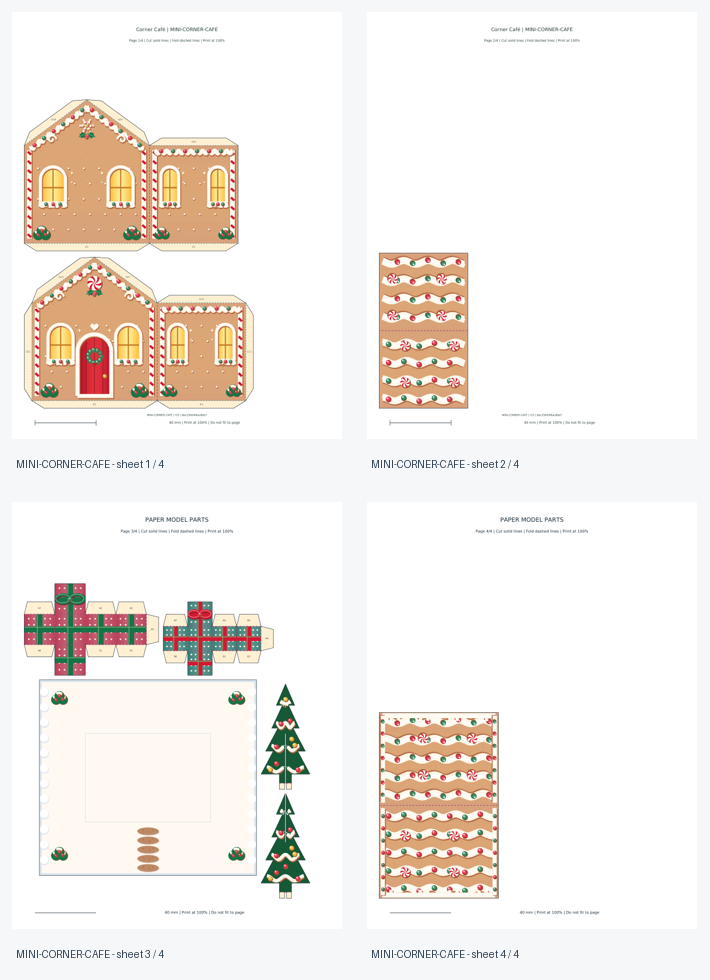 Corner Café | MINI-CORNER-CAFE
Page 1/4 | Cut solid lines | Fold dashed lines | Print at 100%
40 mm | Print at 100% | Do not fit to page
MINI-CORNER-CAFE - sheet 1 / 4
Corner Café | MINI-CORNER-CAFE
Page 2/4 | Cut solid lines | Fold dashed lines | Print at 100%
40 mm | Print at 100% | Do not fit to page
MINI-CORNER-CAFE - sheet 2 / 4
PAPER MODEL PARTS
Page 3/4 | Cut solid lines | Fold dashed lines | Print at 100%
40 mm | Print at 100% | Do not fit to page
MINI-CORNER-CAFE - sheet 3 / 4
PAPER MODEL PARTS
Page 4/4 | Cut solid lines | Fold dashed lines | Print at 100%
40 mm | Print at 100% | Do not fit to page
MINI-CORNER-CAFE - sheet 4 / 4